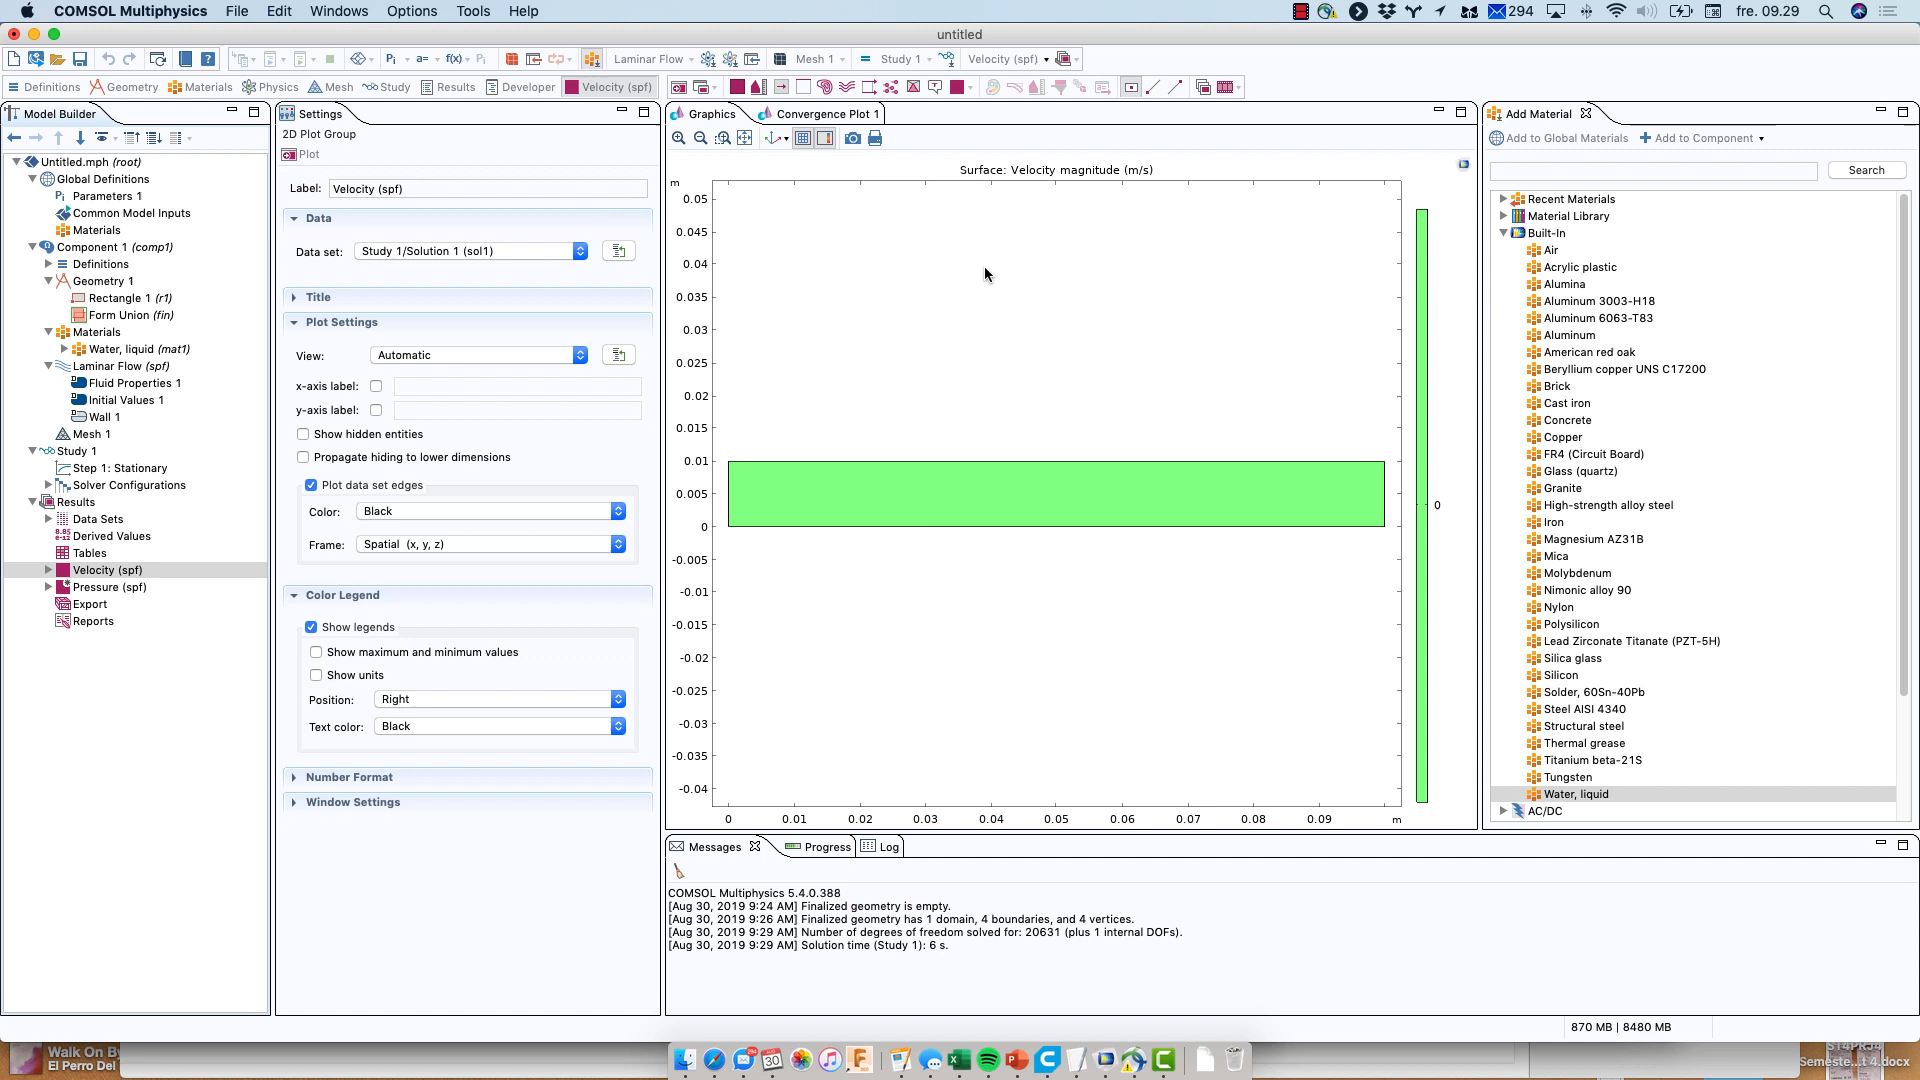 COMSOL Multiphysics File Edit Windows Options Tools Help 294 fre. 09.29
untitled
Pi a= f(x) Pi Laminar Flow Mesh 1 = Study 1 Velocity (spf)
Definitions Geometry Materials Physics Mesh Study Results Developer Velocity (spf)
Model Builder
Untitled.mph (root)
Global Definitions
Pi Parameters 1
Common Model Inputs
Materials
Component 1 (comp1)
Definitions
Geometry 1
Rectangle 1 (r1)
Form Union (fin)
Materials
Water, liquid (mat1)
Laminar Flow (spf)
Fluid Properties 1
Initial Values 1
Wall 1
Mesh 1
Study 1
Step 1: Stationary
Solver Configurations
Results
Data Sets
8.85
e-12 Derived Values
Tables
Velocity (spf)
Pressure (spf)
Export
Reports
Settings
2D Plot Group
Plot
Label: Velocity (spf)
Data
Data set: Study 1/Solution 1 (sol1)
Title
Plot Settings
View: Automatic
x-axis label:
y-axis label:
Show hidden entities
Propagate hiding to lower dimensions
Plot data set edges
Color: Black
Frame: Spatial (x, y, z)
Color Legend
Show legends
Show maximum and minimum values
Show units
Position: Right
Text color: Black
Number Format
Window Settings
Graphics Convergence Plot 1
Surface: Velocity magnitude (m/s)
m
0.05
0.045
0.04
0.035
0.03
0.025
0.02
0.015
0.01
0.005
0
-0.005
-0.01
-0.015
-0.02
-0.025
-0.03
-0.035
-0.04
0 0.01 0.02 0.03 0.04 0.05 0.06 0.07 0.08 0.09 m
0
Messages Progress Log
COMSOL Multiphysics 5.4.0.388
[Aug 30, 2019 9:24 AM] Finalized geometry is empty.
[Aug 30, 2019 9:26 AM] Finalized geometry has 1 domain, 4 boundaries, and 4 vertices.
[Aug 30, 2019 9:29 AM] Number of degrees of freedom solved for: 20631 (plus 1 internal DOFs).
[Aug 30, 2019 9:29 AM] Solution time (Study 1): 6 s.
Add Material
Add to Global Materials Add to Component
Search
Recent Materials
Material Library
Built-In
Air
Acrylic plastic
Alumina
Aluminum 3003-H18
Aluminum 6063-T83
Aluminum
American red oak
Beryllium copper UNS C17200
Brick
Cast iron
Concrete
Copper
FR4 (Circuit Board)
Glass (quartz)
Granite
High-strength alloy steel
Iron
Magnesium AZ31B
Mica
Molybdenum
Nimonic alloy 90
Nylon
Polysilicon
Lead Zirconate Titanate (PZT-5H)
Silica glass
Silicon
Solder, 60Sn-40Pb
Steel AISI 4340
Structural steel
Thermal grease
Titanium beta-21S
Tungsten
Water, liquid
AC/DC
870 MB | 8480 MB
Walk On By
El Perro Del
ST4PRJ4
Semeste...t 4.docx